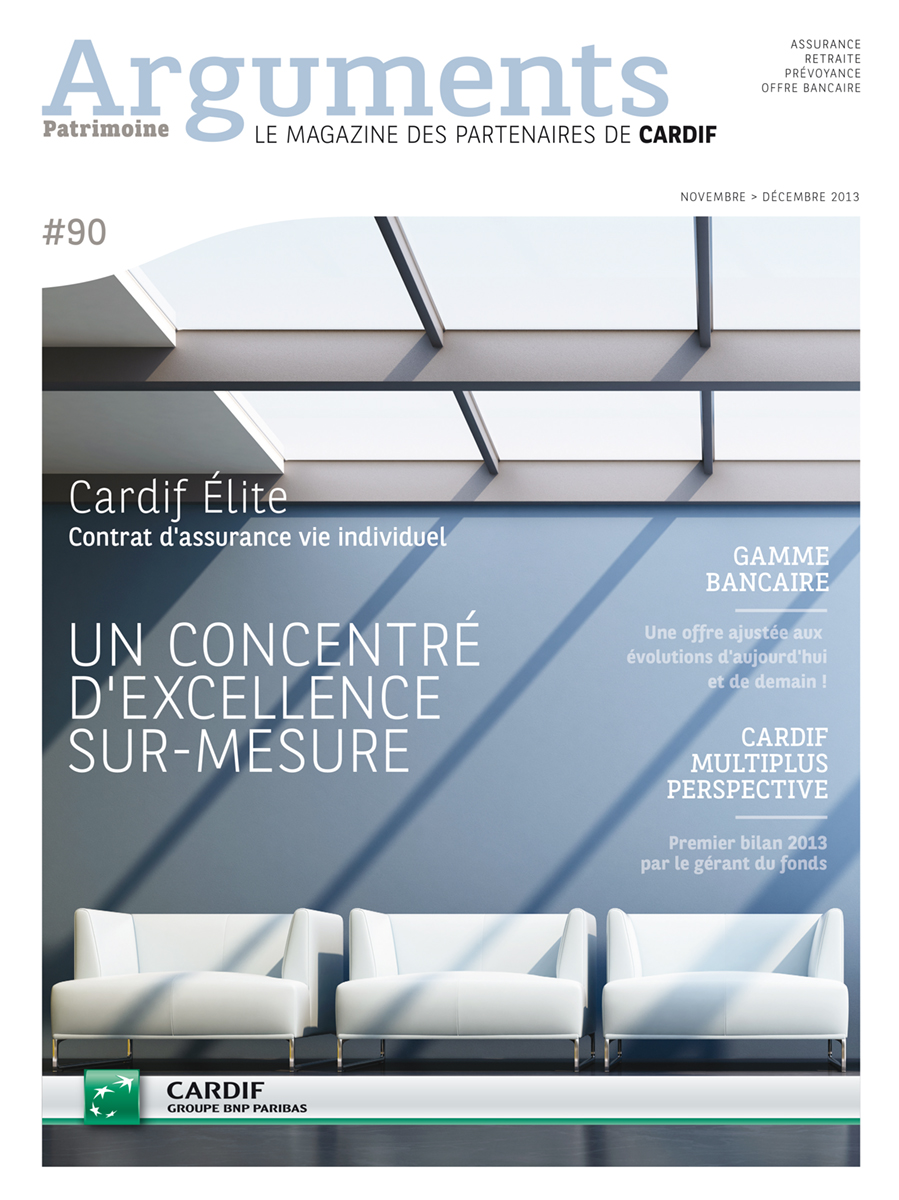 Arguments
Patrimoine
LE MAGAZINE DES PARTENAIRES DE CARDIF
ASSURANCE
RETRAITE
PRÉVOYANCE
OFFRE BANCAIRE
NOVEMBRE > DÉCEMBRE 2013
#90
Cardif Élite
Contrat d'assurance vie individuel
UN CONCENTRÉ
D'EXCELLENCE
SUR-MESURE
GAMME
BANCAIRE
Une offre ajustée aux
évolutions d'aujourd'hui
et de demain !
CARDIF
MULTIPLUS
PERSPECTIVE
Premier bilan 2013
par le gérant du fonds
CARDIF
GROUPE BNP PARIBAS